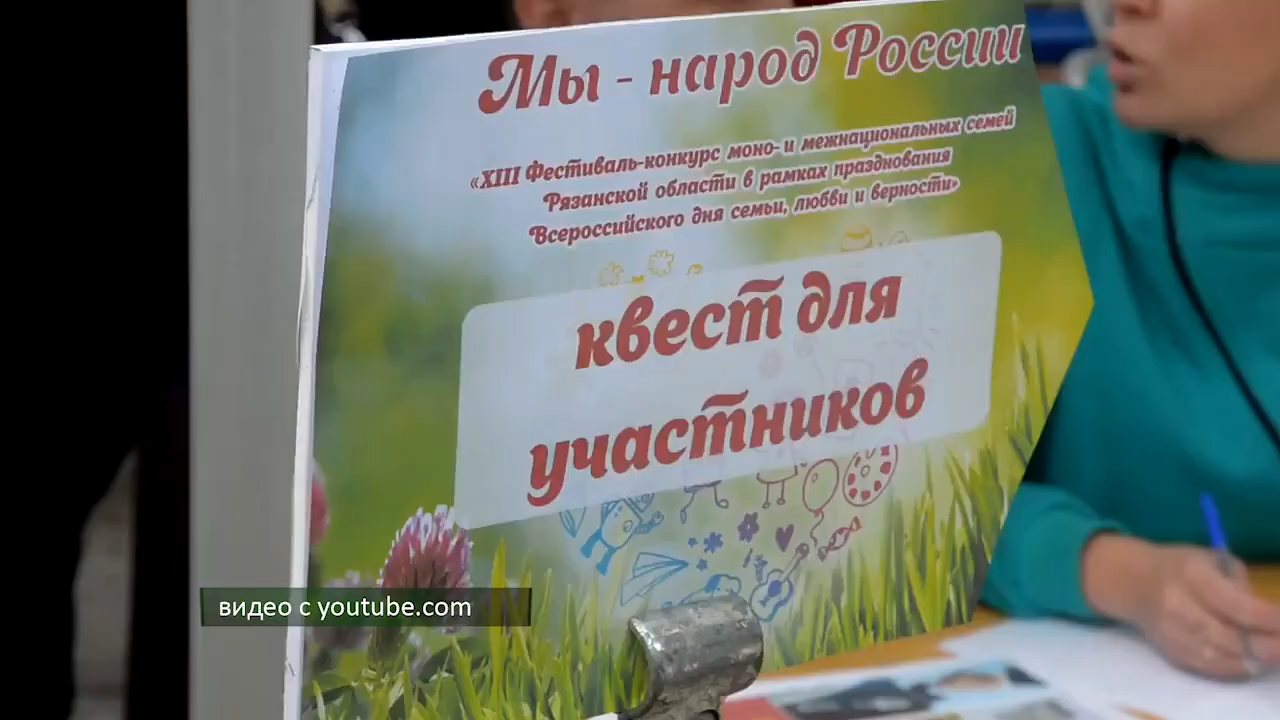 Мы - народ России
«XIII Фестиваль-конкурс моно- и межнациональных семей
Рязанской области в рамках празднования
Всероссийского дня семьи, любви и верности»
квест для
участников
видео с youtube.com